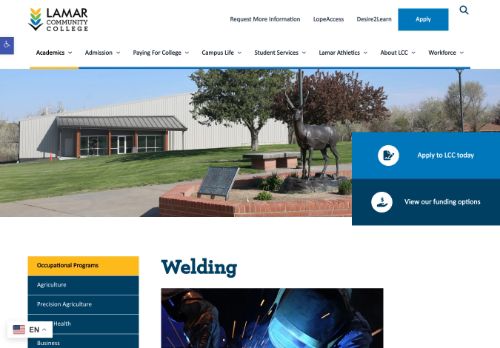 LAMAR
COMMUNITY
COLLEGE
Request More Information
LopeAccess
Desire2Learn
Apply
Academics
Admission
Paying For College
Campus Life
Student Services
Lamar Athletics
About LCC
Workforce
Apply to LCC today
View our funding options
Occupational Programs
Agriculture
Precision Agriculture
Health
Business
EN
Welding